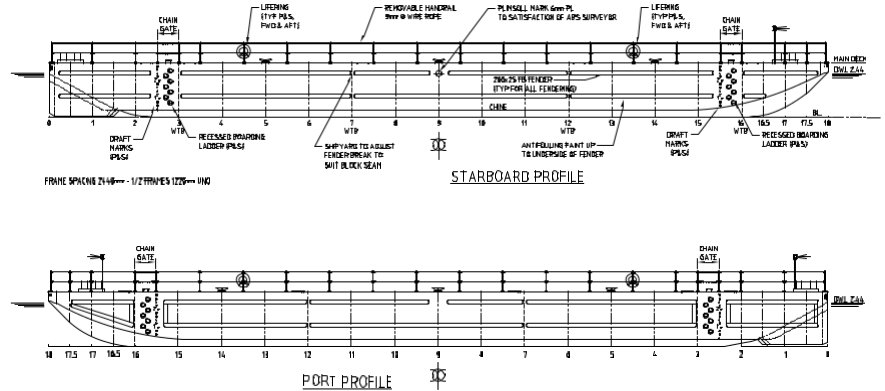 CHAIN
GATE
LIFERING
(TYP P&S,
FWD & AFT)
REMOVABLE HANDRAIL
9mm Ø WIRE ROPE
PLIMSOLL MARK 6mm PL
TO SATISFACTION OF ABS SURVEYOR
LIFERING
(TYP P&S,
FWD & AFT)
CHAIN
GATE
MAIN DECK
DWL 2.44
FENDER
(TYP FOR ALL FENDERING)
CHINE
BL
0 1 2 3 4 5 6 7 8 9 10 11 12 13 14 15 16 16.5 17 17.5 18
WTB WTB WTB WTB
DRAFT
MARKS
(P&S)
RECESSED BOARDING
LADDER (P&S)
SHIPYARD TO ADJUST
FENDER BREAK TO
SUIT BLOCK SEAM
ANTIFOULING PAINT UP
TO UNDERSIDE OF FENDER
DRAFT
MARKS
(P&S)
RECESSED BOARDING
LADDER (P&S)
STARBOARD PROFILE
FRAME SPACING - 1/2 FRAMES UNO
CHAIN
GATE
CHAIN
GATE
DWL 2.44
18 17.5 17 16.5 16 15 14 13 12 11 10 9 8 7 6 5 4 3 2 1 0
PORT PROFILE